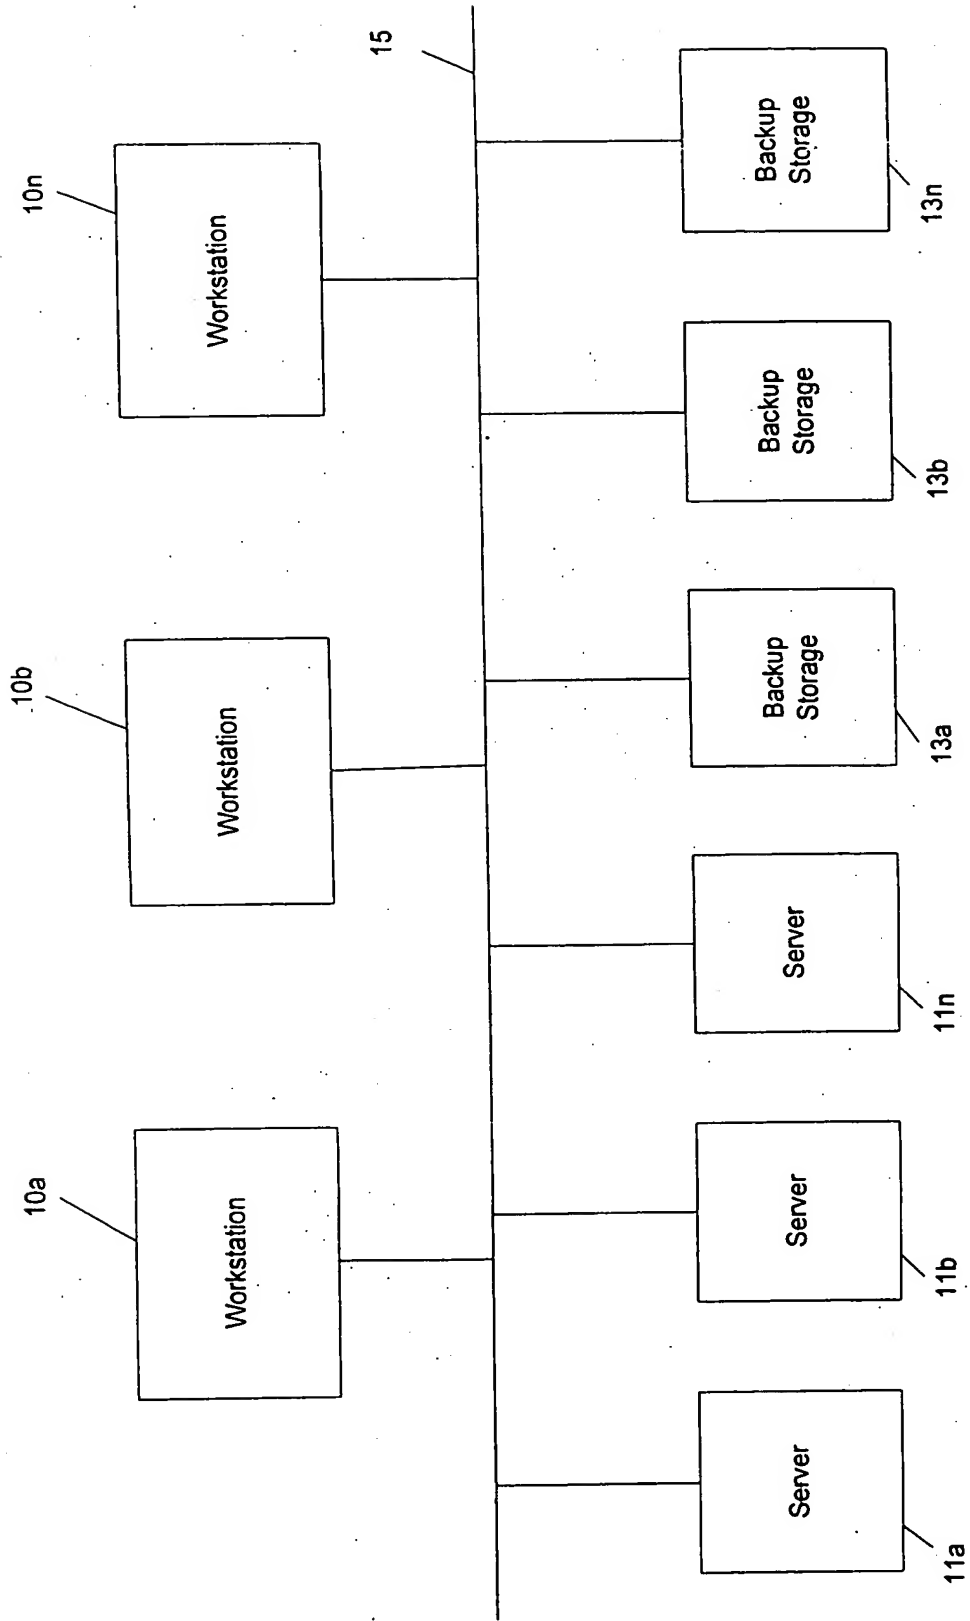 10a
10b
10n
Workstation
Workstation
Workstation
15
Server
Server
Server
Backup
Storage
Backup
Storage
Backup
Storage
11a
11b
11n
13a
13b
13n